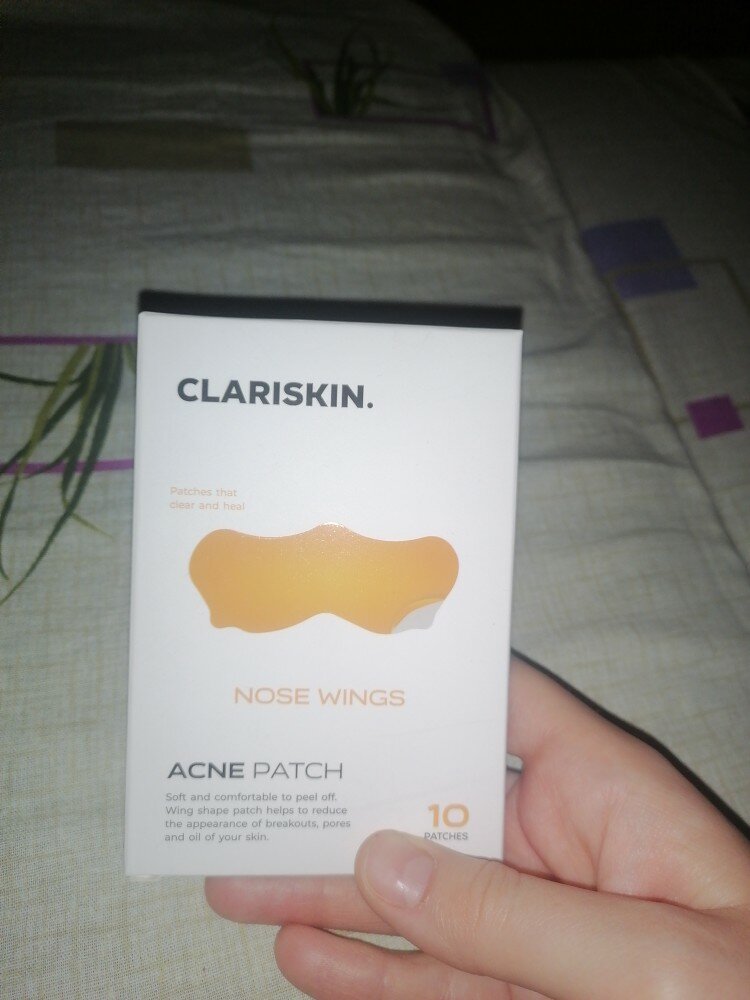 CLARISKIN.
Patches that
clear and heal
NOSE WINGS
ACNE PATCH
Soft and comfortable to peel off.
Wing shape patch helps to reduce
the appearance of breakouts, pores
and oil of your skin.
10
PATCHES